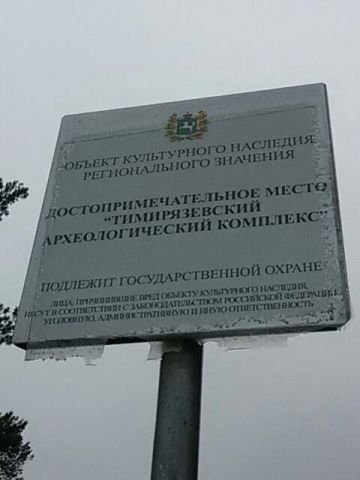 ОБЪЕКТ КУЛЬТУРНОГО НАСЛЕДИЯ
РЕГИОНАЛЬНОГО ЗНАЧЕНИЯ
ДОСТОПРИМЕЧАТЕЛЬНОЕ МЕСТО
"ТИМИРЯЗЕВСКИЙ
АРХЕОЛОГИЧЕСКИЙ КОМПЛЕКС"
ПОДЛЕЖИТ ГОСУДАРСТВЕННОЙ ОХРАНЕ
ЛИЦА, ПРИЧИНИВШИЕ ВРЕД ОБЪЕКТУ КУЛЬТУРНОГО НАСЛЕДИЯ,
НЕСУТ В СООТВЕТСТВИИ С ЗАКОНОДАТЕЛЬСТВОМ РОССИЙСКОЙ ФЕДЕРАЦИИ
УГОЛОВНУЮ, АДМИНИСТРАТИВНУЮ И ИНУЮ ОТВЕТСТВЕННОСТЬ